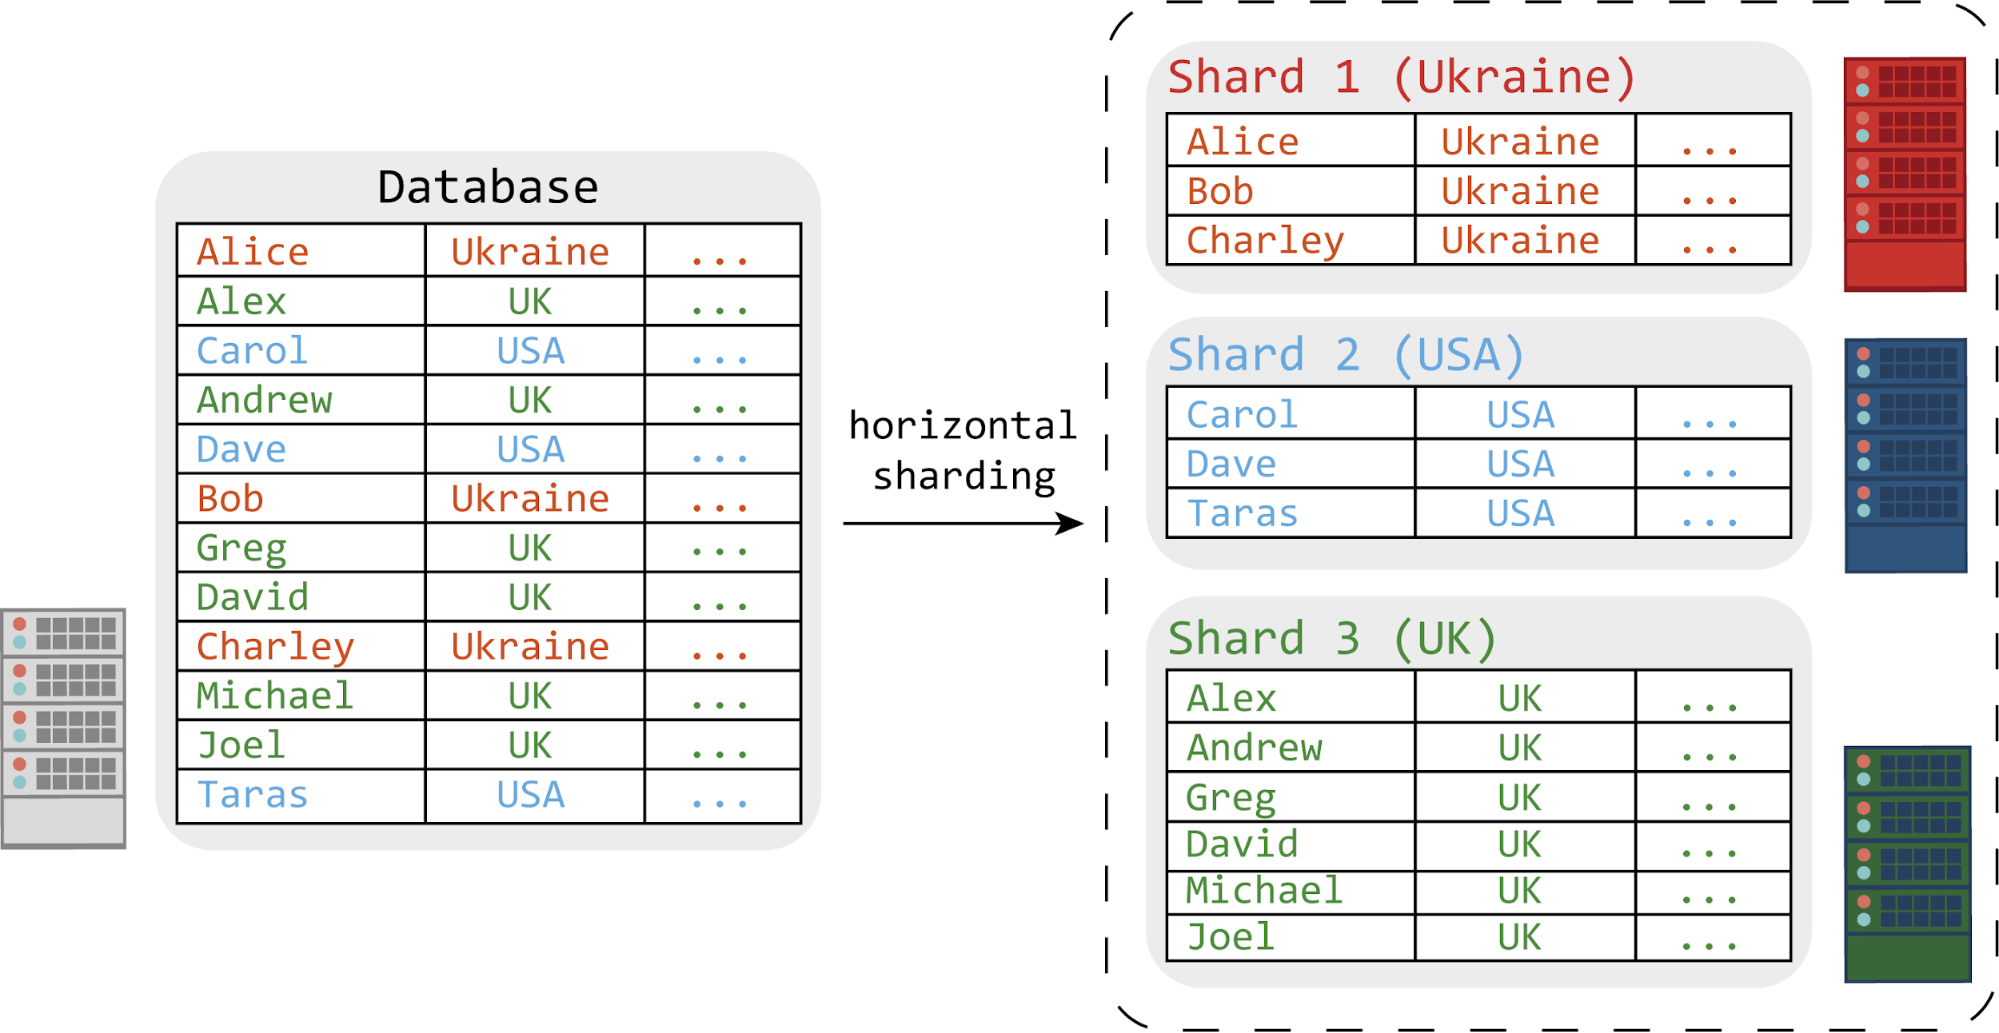 Database
Alice Ukraine ...
Alex UK ...
Carol USA ...
Andrew UK ...
Dave USA ...
Bob Ukraine ...
Greg UK ...
David UK ...
Charley Ukraine ...
Michael UK ...
Joel UK ...
Taras USA ...
horizontal
sharding
Shard 1 (Ukraine)
Alice Ukraine ...
Bob Ukraine ...
Charley Ukraine ...
Shard 2 (USA)
Carol USA ...
Dave USA ...
Taras USA ...
Shard 3 (UK)
Alex UK ...
Andrew UK ...
Greg UK ...
David UK ...
Michael UK ...
Joel UK ...